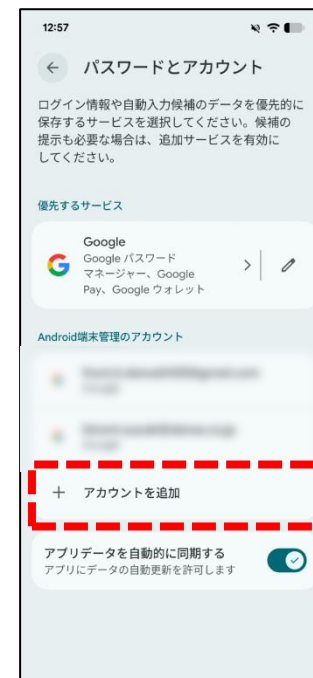 12:57
パスワードとアカウント
ログイン情報や自動入力候補のデータを優先的に
保存するサービスを選択してください。候補の
提示も必要な場合は、追加サービスを有効に
してください。
優先するサービス
Google
Google パスワード
マネージャー、Google
Pay、Google ウォレット
Android端末管理のアカウント
アカウントを追加
アプリデータを自動的に同期する
アプリにデータの自動更新を許可します